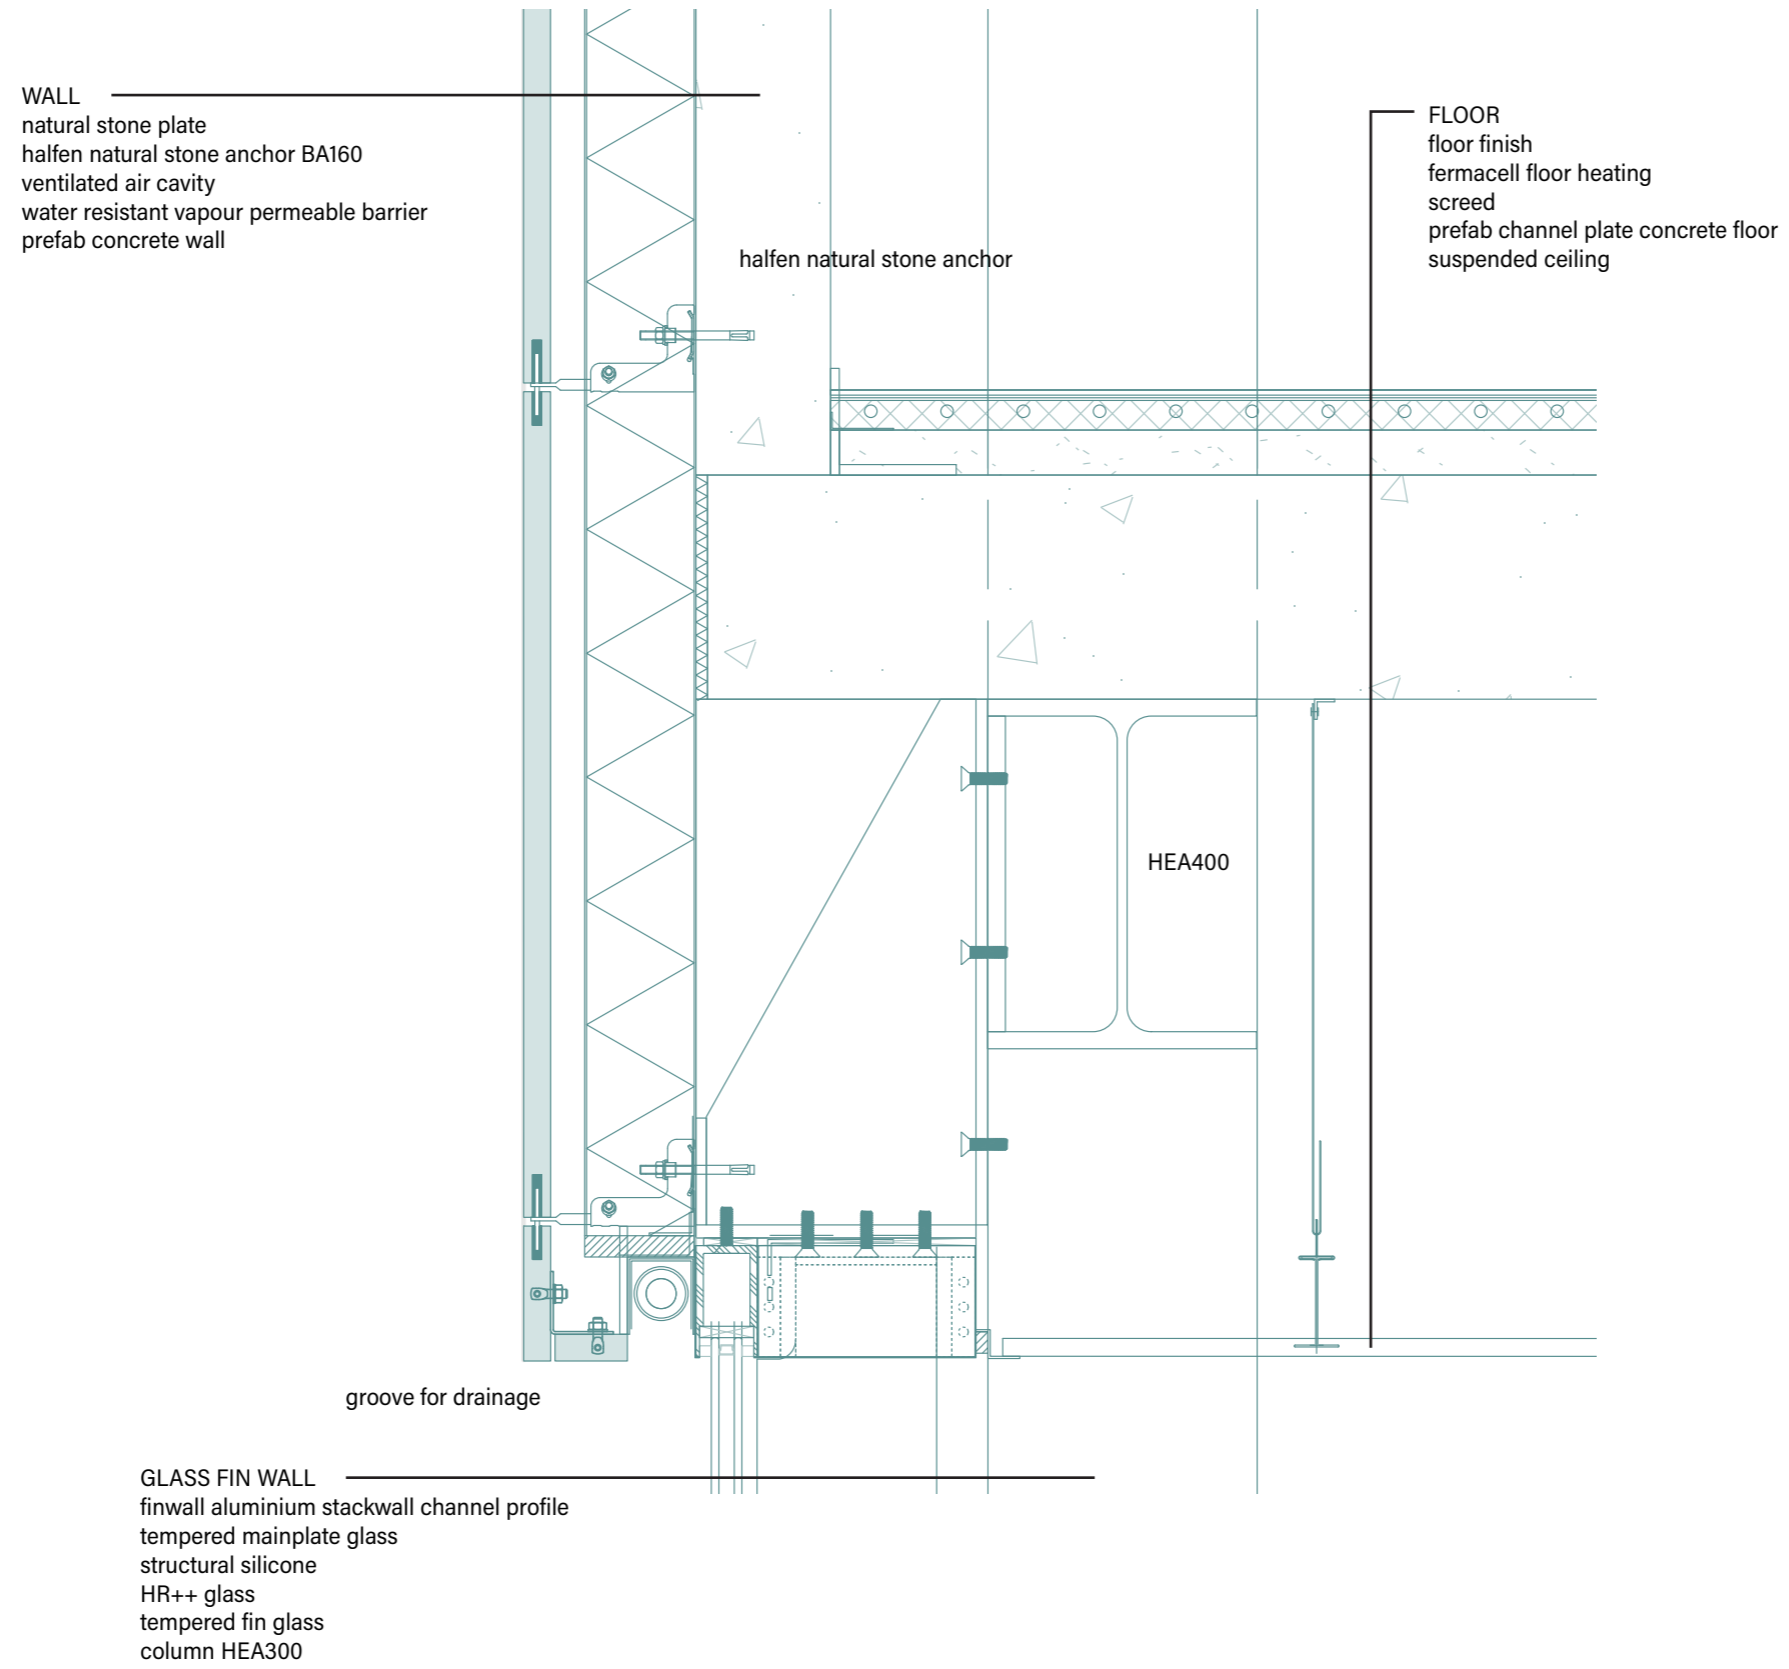 WALL
natural stone plate
halfen natural stone anchor BA160
ventilated air cavity
water resistant vapour permeable barrier
prefab concrete wall
FLOOR
floor finish
fermacell floor heating
screed
prefab channel plate concrete floor
suspended ceiling
halfen natural stone anchor
HEA400
groove for drainage
GLASS FIN WALL
finwall aluminium stackwall channel profile
tempered mainplate glass
structural silicone
HR++ glass
tempered fin glass
column HEA300